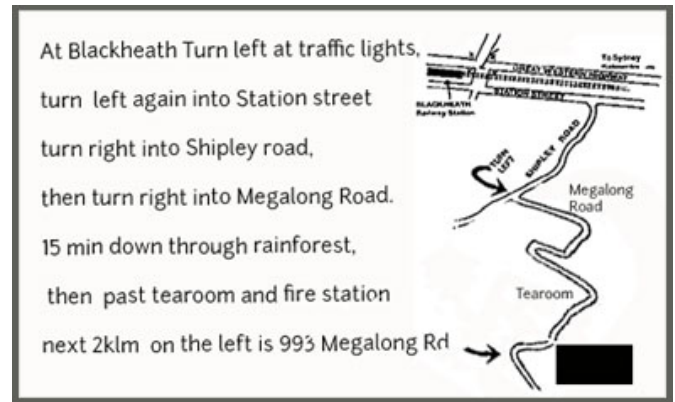 At Blackheath Turn left at traffic lights,
turn left again into Station street
turn right into Shipley road,
then turn right into Megalong Road.
15 min down through rainforest,
then past tearoom and fire station
next 2klm on the left is 993 Megalong Rd
To Sydney
GREAT WESTERN HIGHWAY
STATION STREET
BLACKHEATH
Railway Station
SHIPLEY ROAD
TURN
LEFT
Megalong
Road
Tearoom